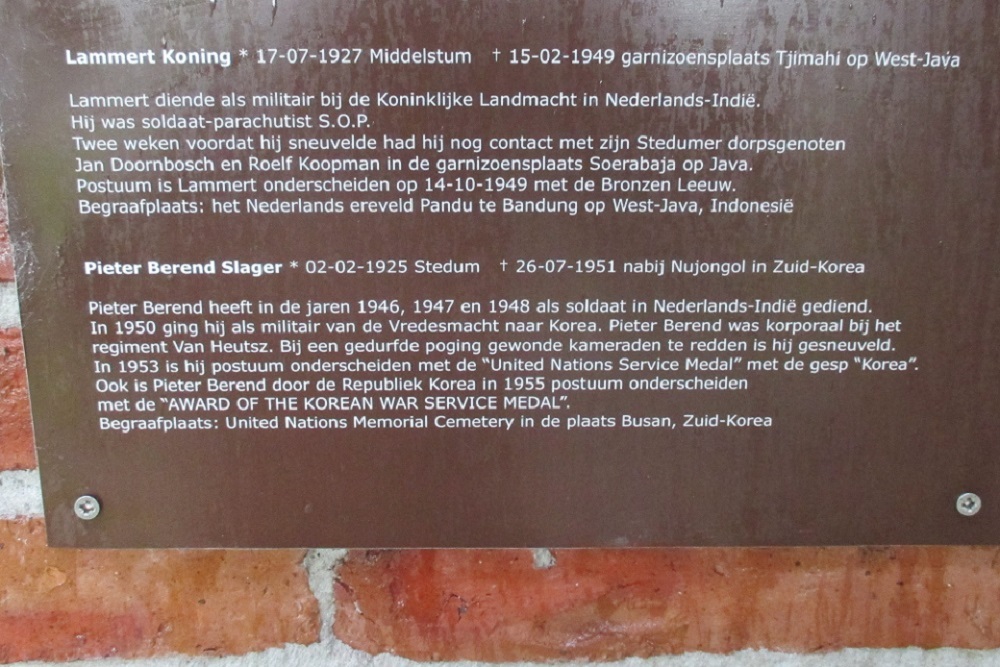 Lammert Koning * 17-07-1927 Middelstum † 15-02-1949 garnizoensplaats Tjimahi op West-Java
Lammert diende als militair bij de Koninklijke Landmacht in Nederlands-Indië.
Hij was soldaat-parachutist S.O.P.
Twee weken voordat hij sneuvelde had hij nog contact met zijn Stedumer dorpsgenoten
Jan Doornbosch en Roelf Koopman in de garnizoensplaats Soerabaja op Java.
Postuum is Lammert onderscheiden op 14-10-1949 met de Bronzen Leeuw.
Begraafplaats: het Nederlands ereveld Pandu te Bandung op West-Java, Indonesië
Pieter Berend Slager * 02-02-1925 Stedum † 26-07-1951 nabij Nujongol in Zuid-Korea
Pieter Berend heeft in de jaren 1946, 1947 en 1948 als soldaat in Nederlands-Indië gediend.
In 1950 ging hij als militair van de Vredesmacht naar Korea. Pieter Berend was korporaal bij het
regiment Van Heutsz. Bij een gedurfde poging gewonde kameraden te redden is hij gesneuveld.
In 1953 is hij postuum onderscheiden met de “United Nations Service Medal” met de gesp “Korea”.
Ook is Pieter Berend door de Republiek Korea in 1955 postuum onderscheiden
met de “AWARD OF THE KOREAN WAR SERVICE MEDAL”.
Begraafplaats: United Nations Memorial Cemetery in de plaats Busan, Zuid-Korea